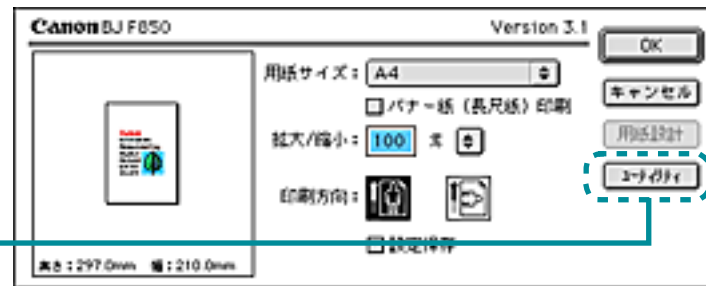 Canon BJ F850
Version 3.1
OK
用紙サイズ: A4
キャンセル
バナー紙(長尺紙)印刷
用紙設計
拡大/縮小: 100 %
ユーティリティ
印刷方向:
設定保存
高さ:297.0mm 幅:210.0mm